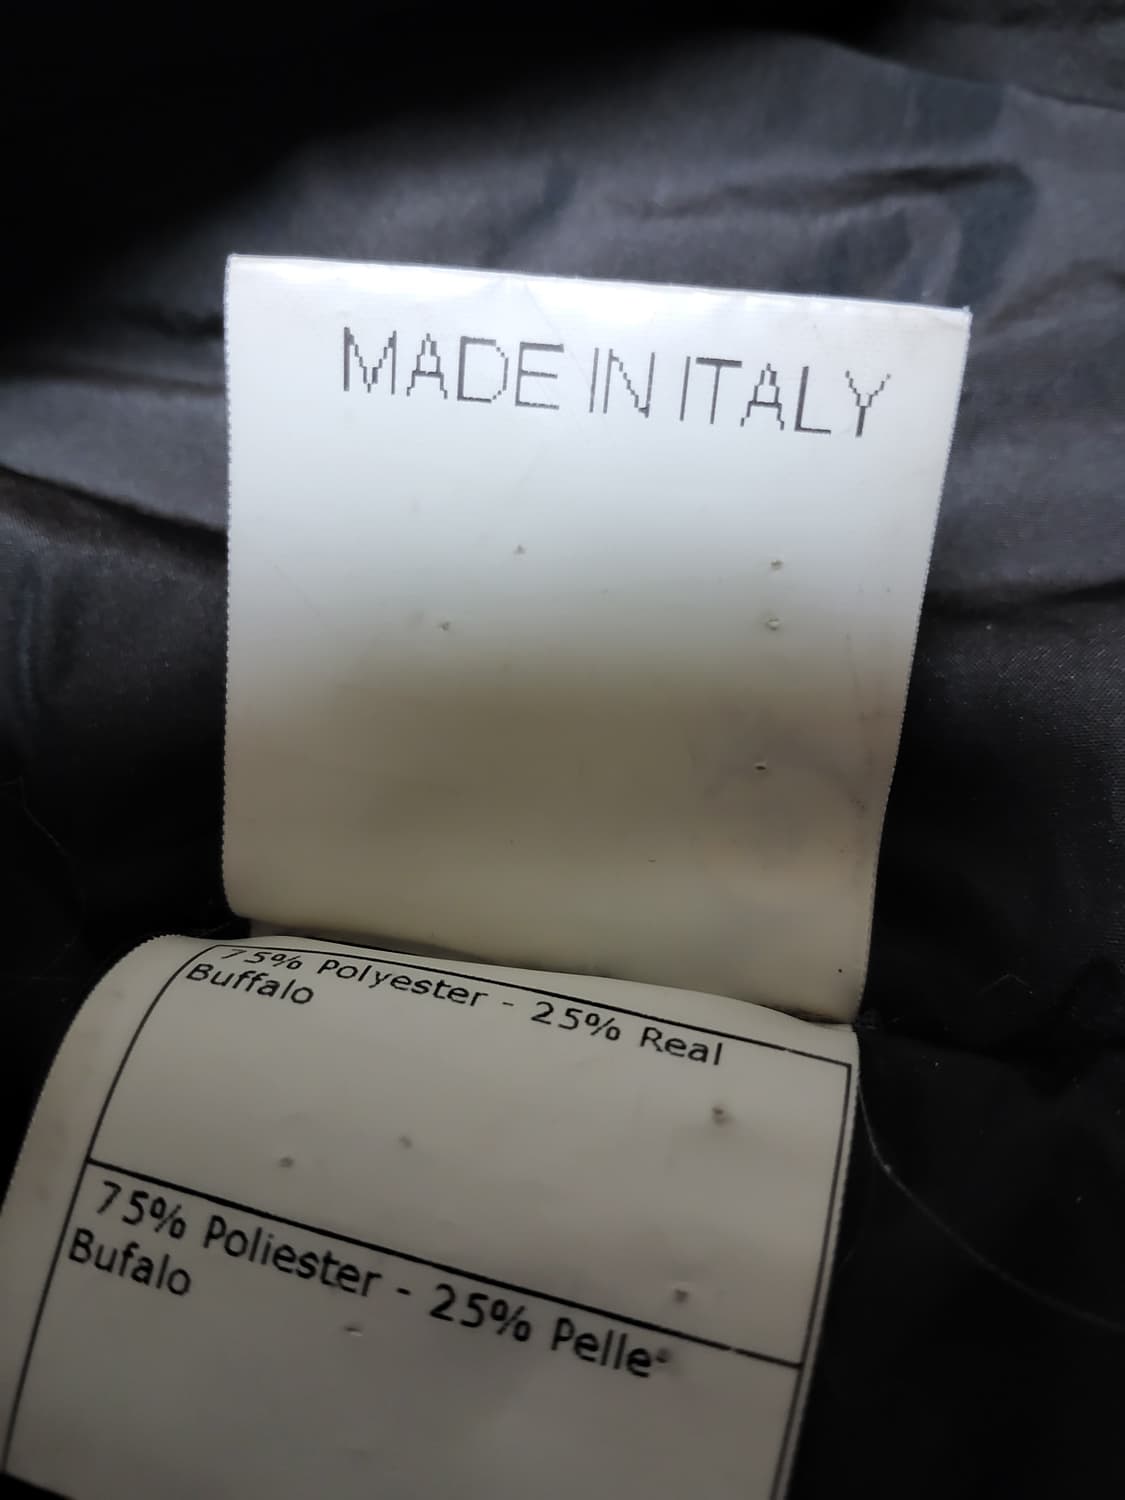 MADE IN ITALY
75% Polyester - 25% Real
Buffalo
75% Poliester - 25% Pelle
Bufalo